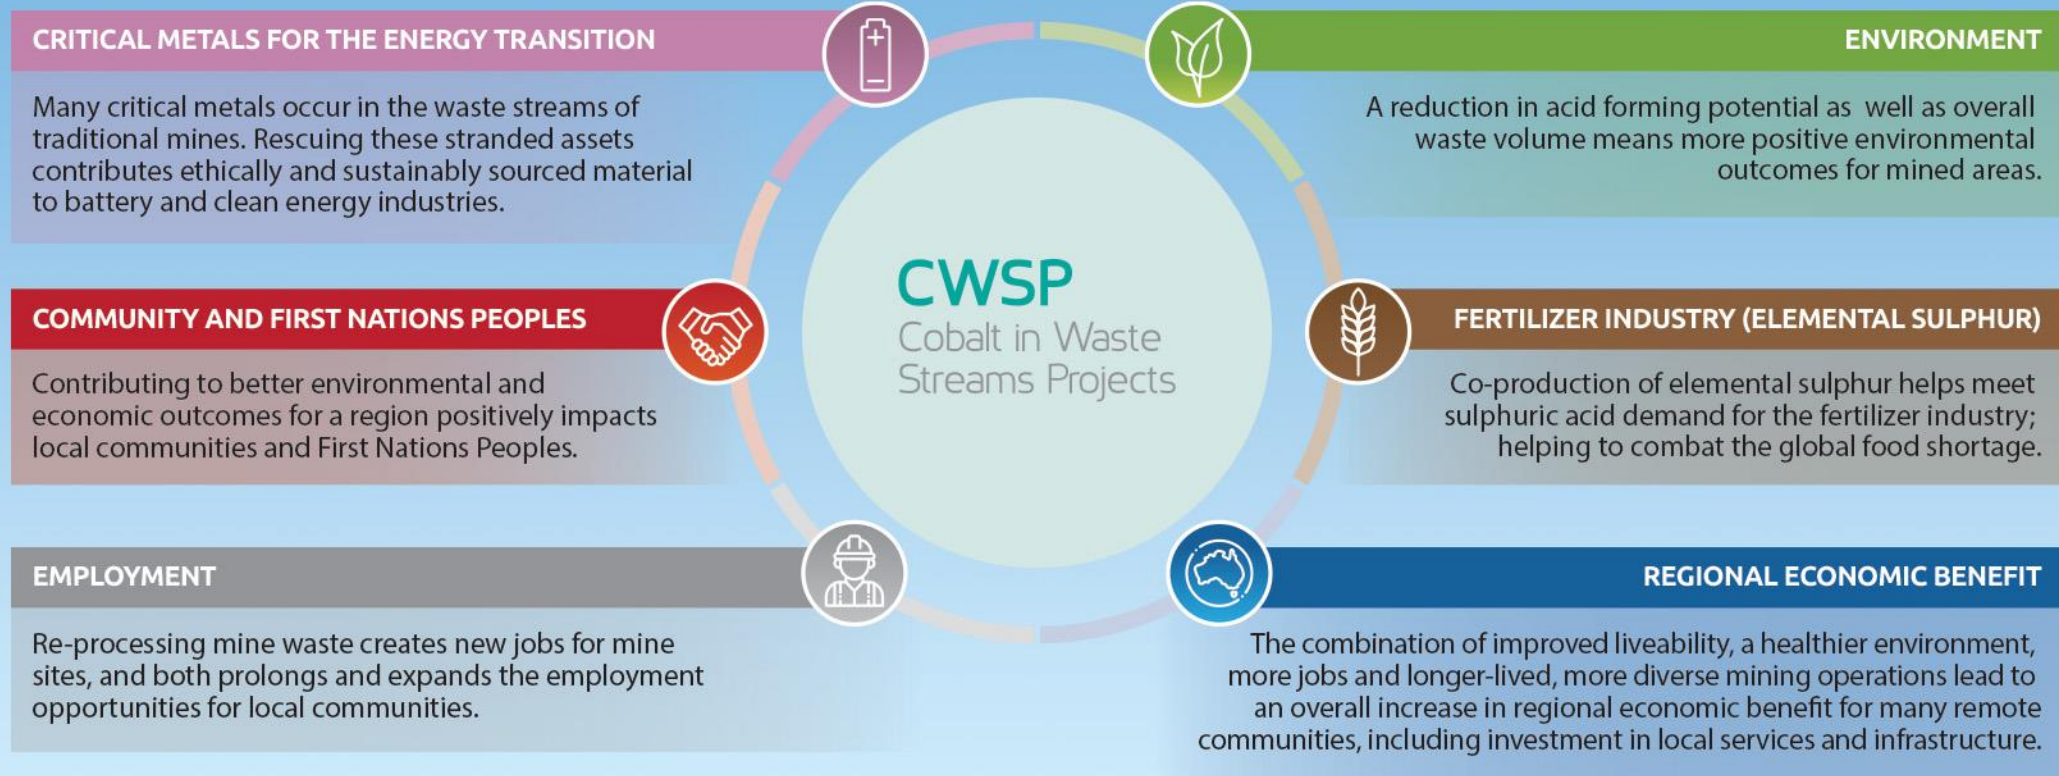 CRITICAL METALS FOR THE ENERGY TRANSITION
Many critical metals occur in the waste streams of
traditional mines. Rescuing these stranded assets
contributes ethically and sustainably sourced material
to battery and clean energy industries.
COMMUNITY AND FIRST NATIONS PEOPLES
Contributing to better environmental and
economic outcomes for a region positively impacts
local communities and First Nations Peoples.
EMPLOYMENT
Re-processing mine waste creates new jobs for mine
sites, and both prolongs and expands the employment
opportunities for local communities.
CWSP
Cobalt in Waste
Streams Projects
ENVIRONMENT
A reduction in acid forming potential as well as overall
waste volume means more positive environmental
outcomes for mined areas.
FERTILIZER INDUSTRY (ELEMENTAL SULPHUR)
Co-production of elemental sulphur helps meet
sulphuric acid demand for the fertilizer industry;
helping to combat the global food shortage.
REGIONAL ECONOMIC BENEFIT
The combination of improved liveability, a healthier environment,
more jobs and longer-lived, more diverse mining operations lead to
an overall increase in regional economic benefit for many remote
communities, including investment in local services and infrastructure.